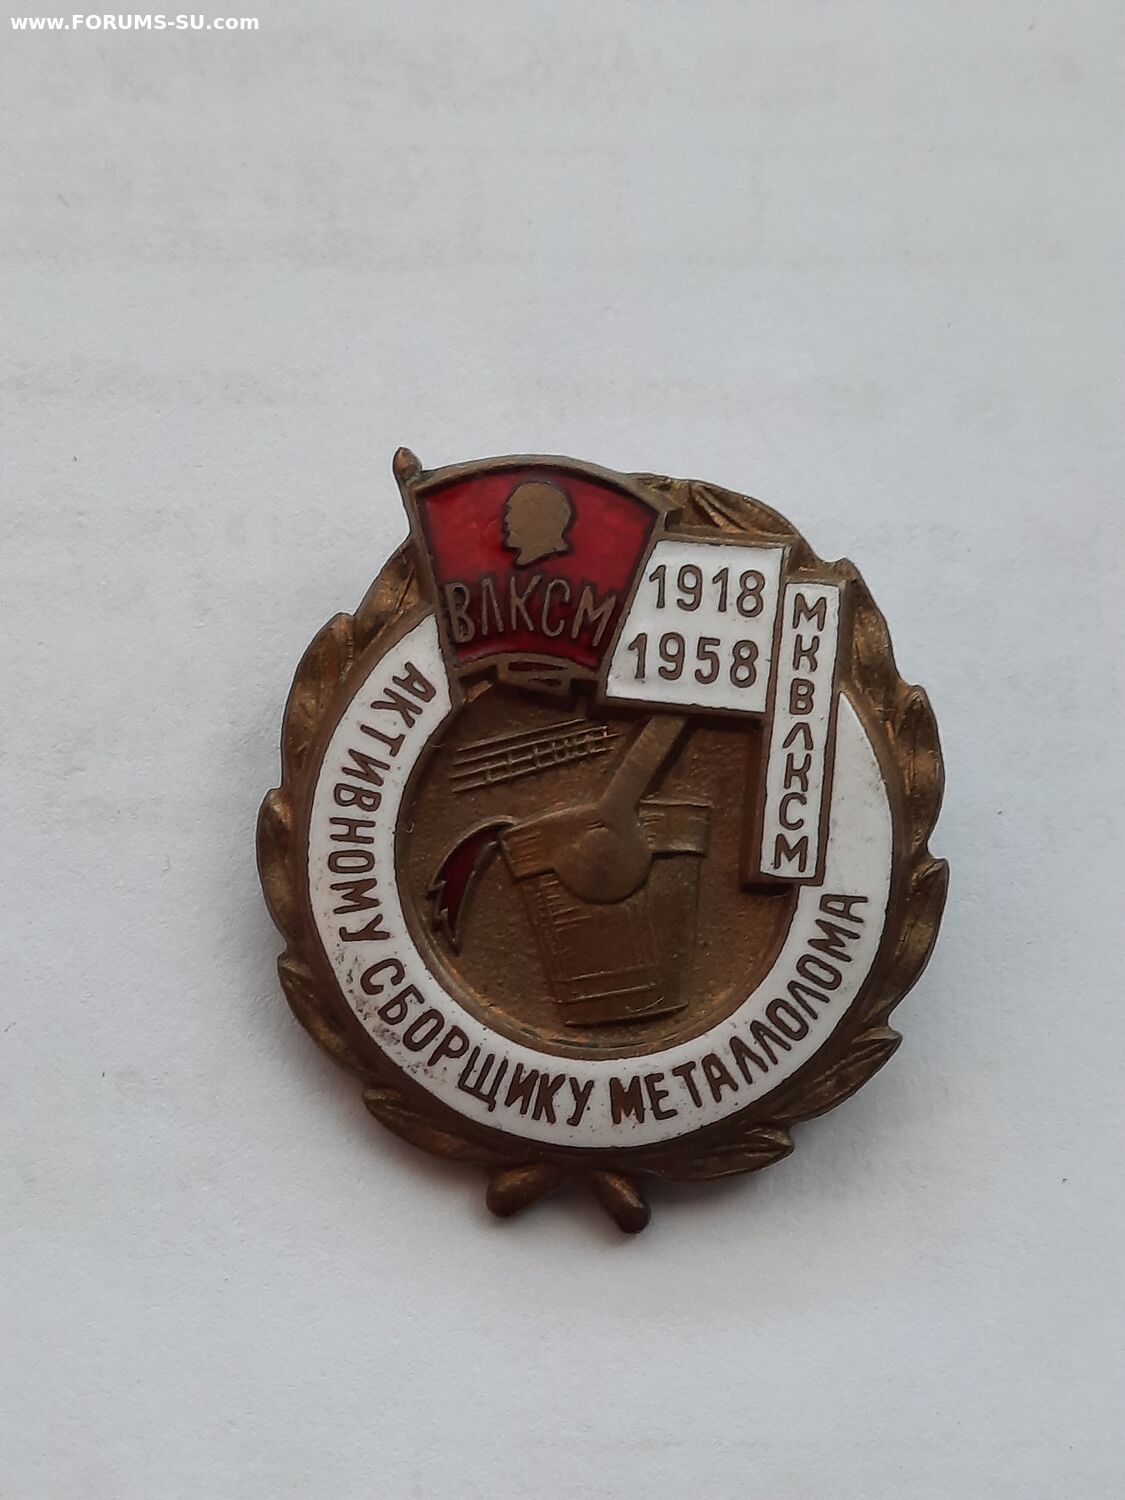 www.FORUMS-SU.com
ВЛКСМ
1918
1958
МКВЛКСМ
АКТИВНОМУ СБОРЩИКУ МЕТАЛЛОЛОМА